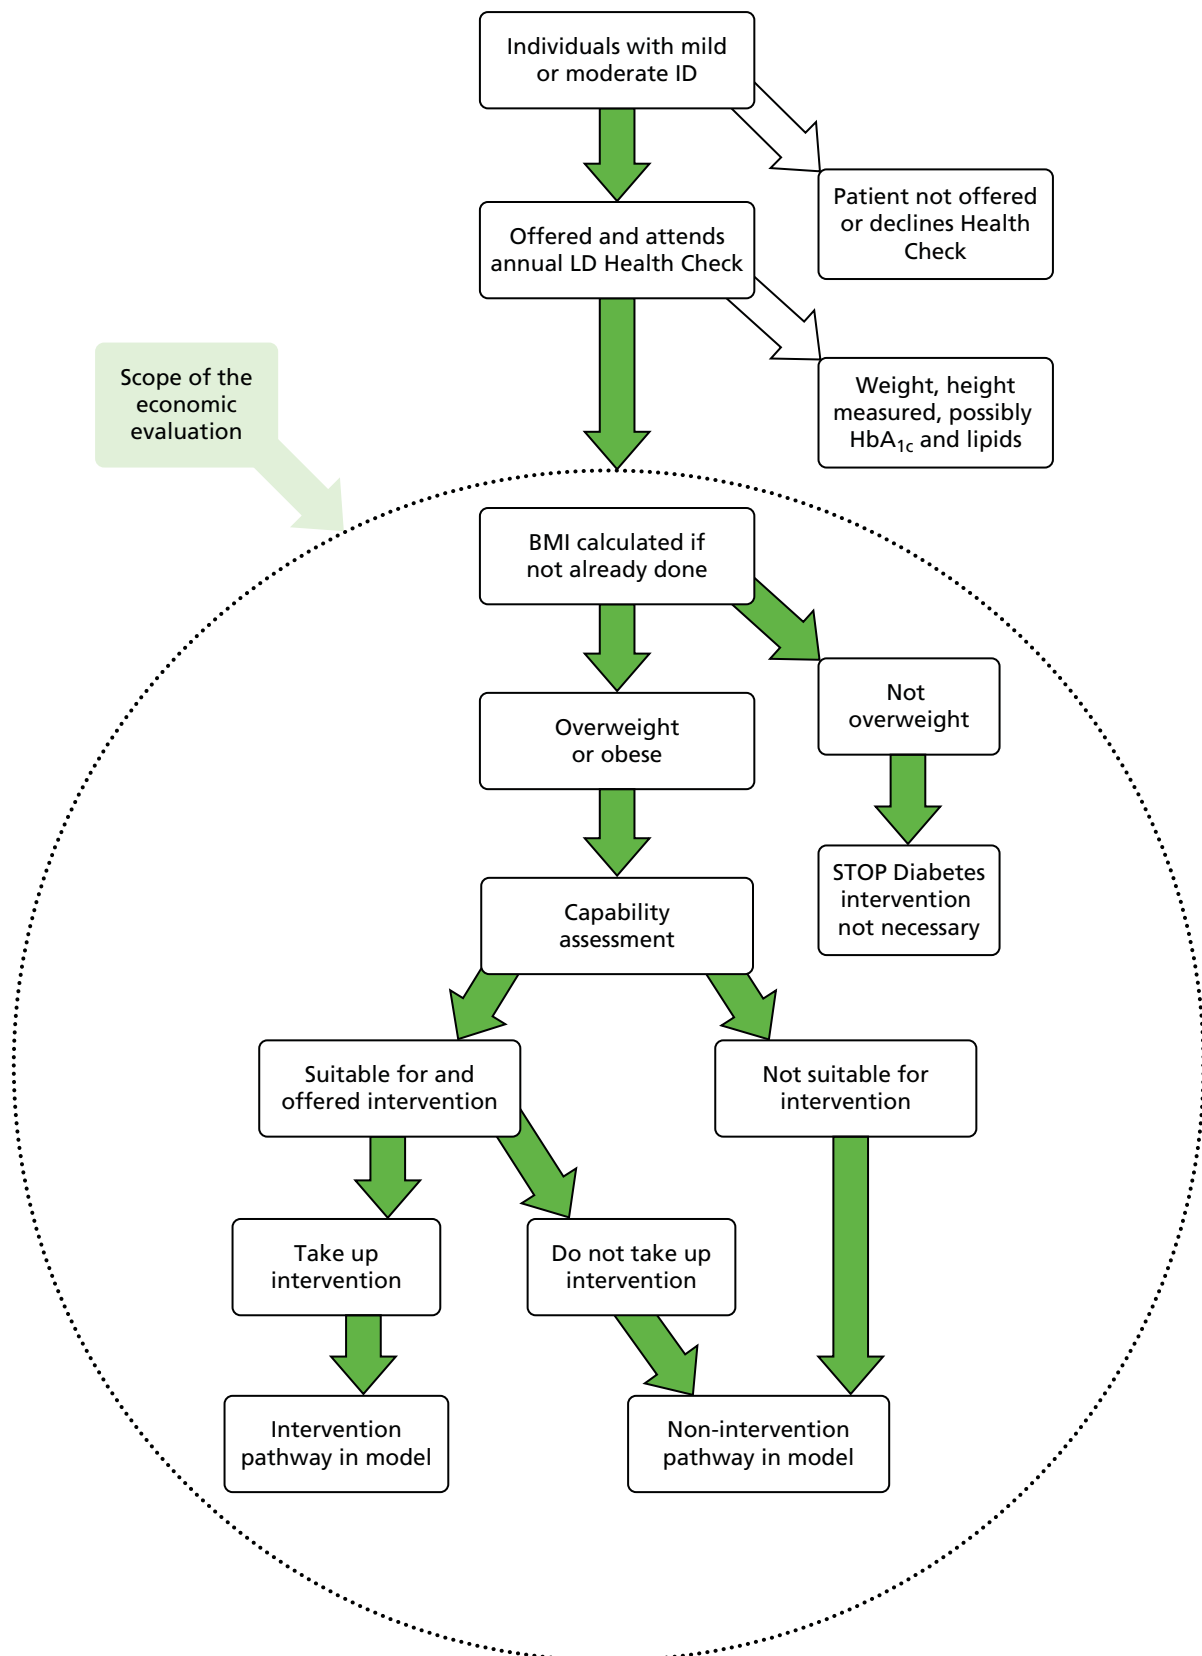 Individuals with mild
or moderate ID
Patient not offered
or declines Health
Check
Offered and attends
annual LD Health Check
Scope of the
economic
evaluation
Weight, height
measured, possibly
HbA1c and lipids
BMI calculated if
not already done
Not
overweight
Overweight
or obese
STOP Diabetes
intervention
not necessary
Capability
assessment
Suitable for and
offered intervention
Not suitable for
intervention
Take up
intervention
Do not take up
intervention
Intervention
pathway in model
Non-intervention
pathway in model